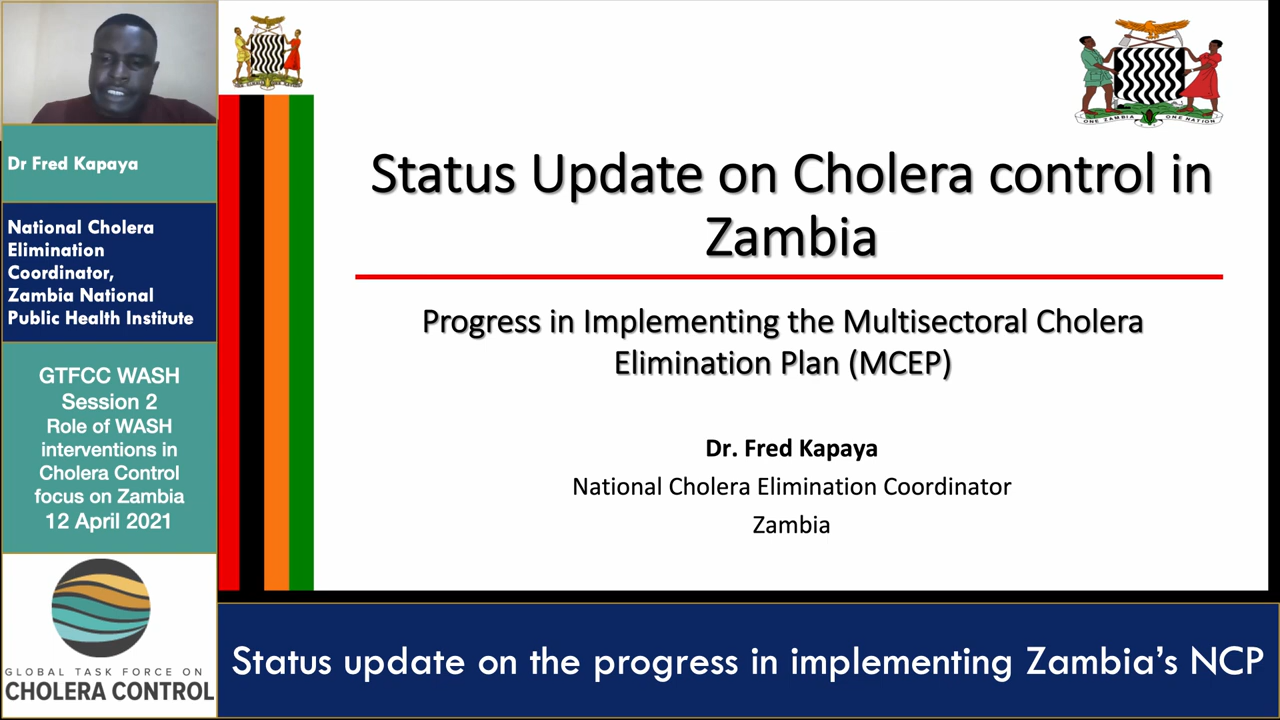 Dr Fred Kapaya
National Cholera
Elimination
Coordinator,
Zambia National
Public Health Institute
GTFCC WASH
Session 2
Role of WASH
interventions in
Cholera Control
focus on Zambia
12 April 2021
GLOBAL TASK FORCE ON
CHOLERA CONTROL
ONE ZAMBIA ONE NATION
Status Update on Cholera control in
Zambia
Progress in Implementing the Multisectoral Cholera
Elimination Plan (MCEP)
Dr. Fred Kapaya
National Cholera Elimination Coordinator
Zambia
Status update on the progress in implementing Zambia’s NCP